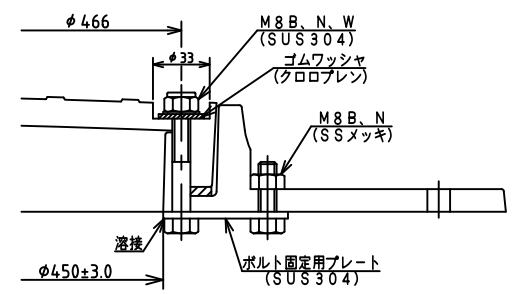 φ466
M8B、N、W
(SUS304)
φ33
ゴムワッシャ
(クロロプレン)
M8B、N
(SSメッキ)
溶接
ボルト固定用プレート
(SUS304)
φ450±3.0